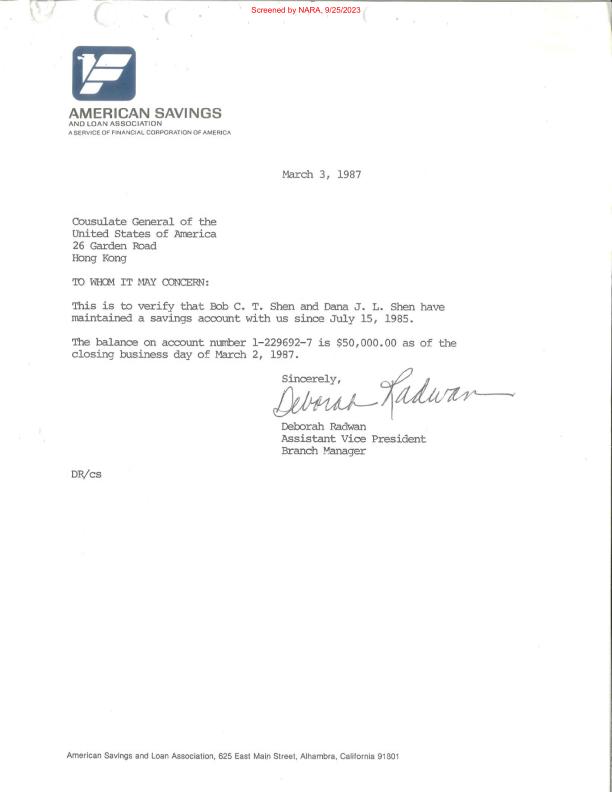 Screened by NARA, 9/25/2023
AMERICAN SAVINGS
AND LOAN ASSOCIATION
A SERVICE OF FINANCIAL CORPORATION OF AMERICA
March 3, 1987
Cousulate General of the
United States of America
26 Garden Road
Hong Kong
TO WHOM IT MAY CONCERN:
This is to verify that Bob C. T. Shen and Dana J. L. Shen have
maintained a savings account with us since July 15, 1985.
The balance on account number 1-229692-7 is $50,000.00 as of the
closing business day of March 2, 1987.
Sincerely,
Deborah Radwan
Deborah Radwan
Assistant Vice President
Branch Manager
DR/cs
American Savings and Loan Association, 625 East Main Street, Alhambra, California 91801